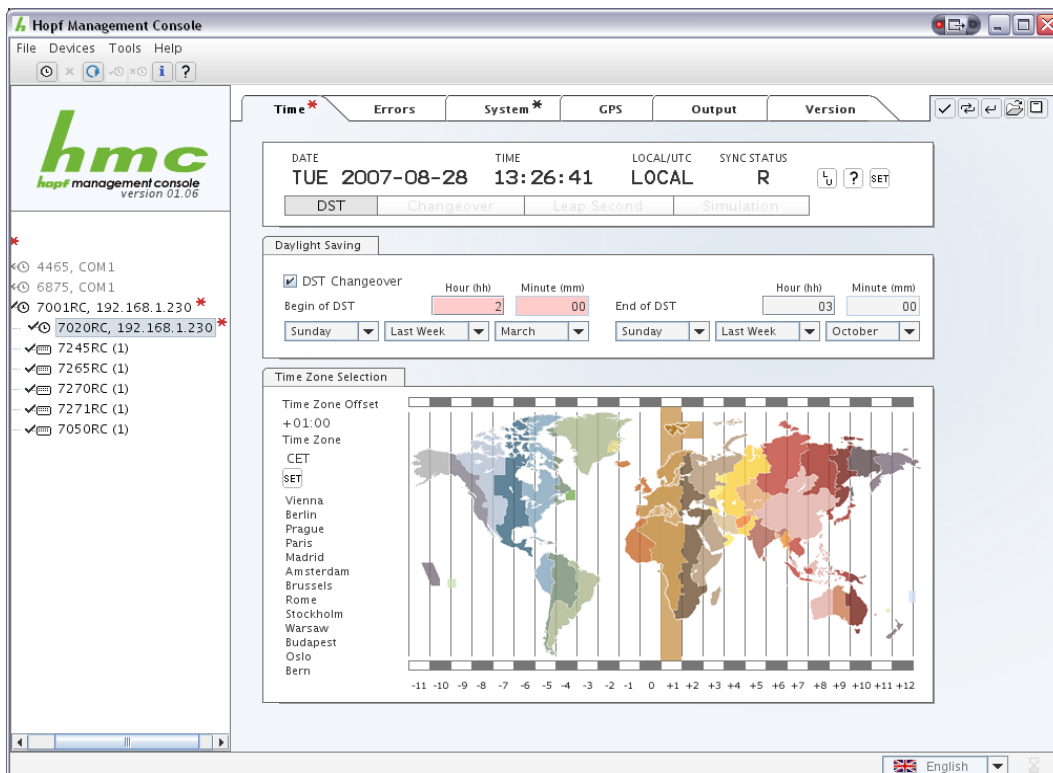 Hopf Management Console
File Devices Tools Help
hmc
hopf management console
version 01.06
4465, COM1
6875, COM1
7001RC, 192.168.1.230 *
7020RC, 192.168.1.230 *
7245RC (1)
7265RC (1)
7270RC (1)
7271RC (1)
7050RC (1)
Time* Errors System* GPS Output Version
DATE TIME LOCAL/UTC SYNC STATUS
TUE 2007-08-28 13:26:41 LOCAL R L U ? SET
DST Changeover Leap Second Simulation
Daylight Saving
DST Changeover
Hour (hh) Minute (mm) Hour (hh) Minute (mm)
Begin of DST 2 00 End of DST 03 00
Sunday Last Week March Sunday Last Week October
Time Zone Selection
Time Zone Offset
+01:00
Time Zone
CET
SET
Vienna
Berlin
Prague
Paris
Madrid
Amsterdam
Brussels
Rome
Stockholm
Warsaw
Budapest
Oslo
Bern
-11 -10 -9 -8 -7 -6 -5 -4 -3 -2 -1 0 +1 +2 +3 +4 +5 +6 +7 +8 +9 +10 +11 +12
English